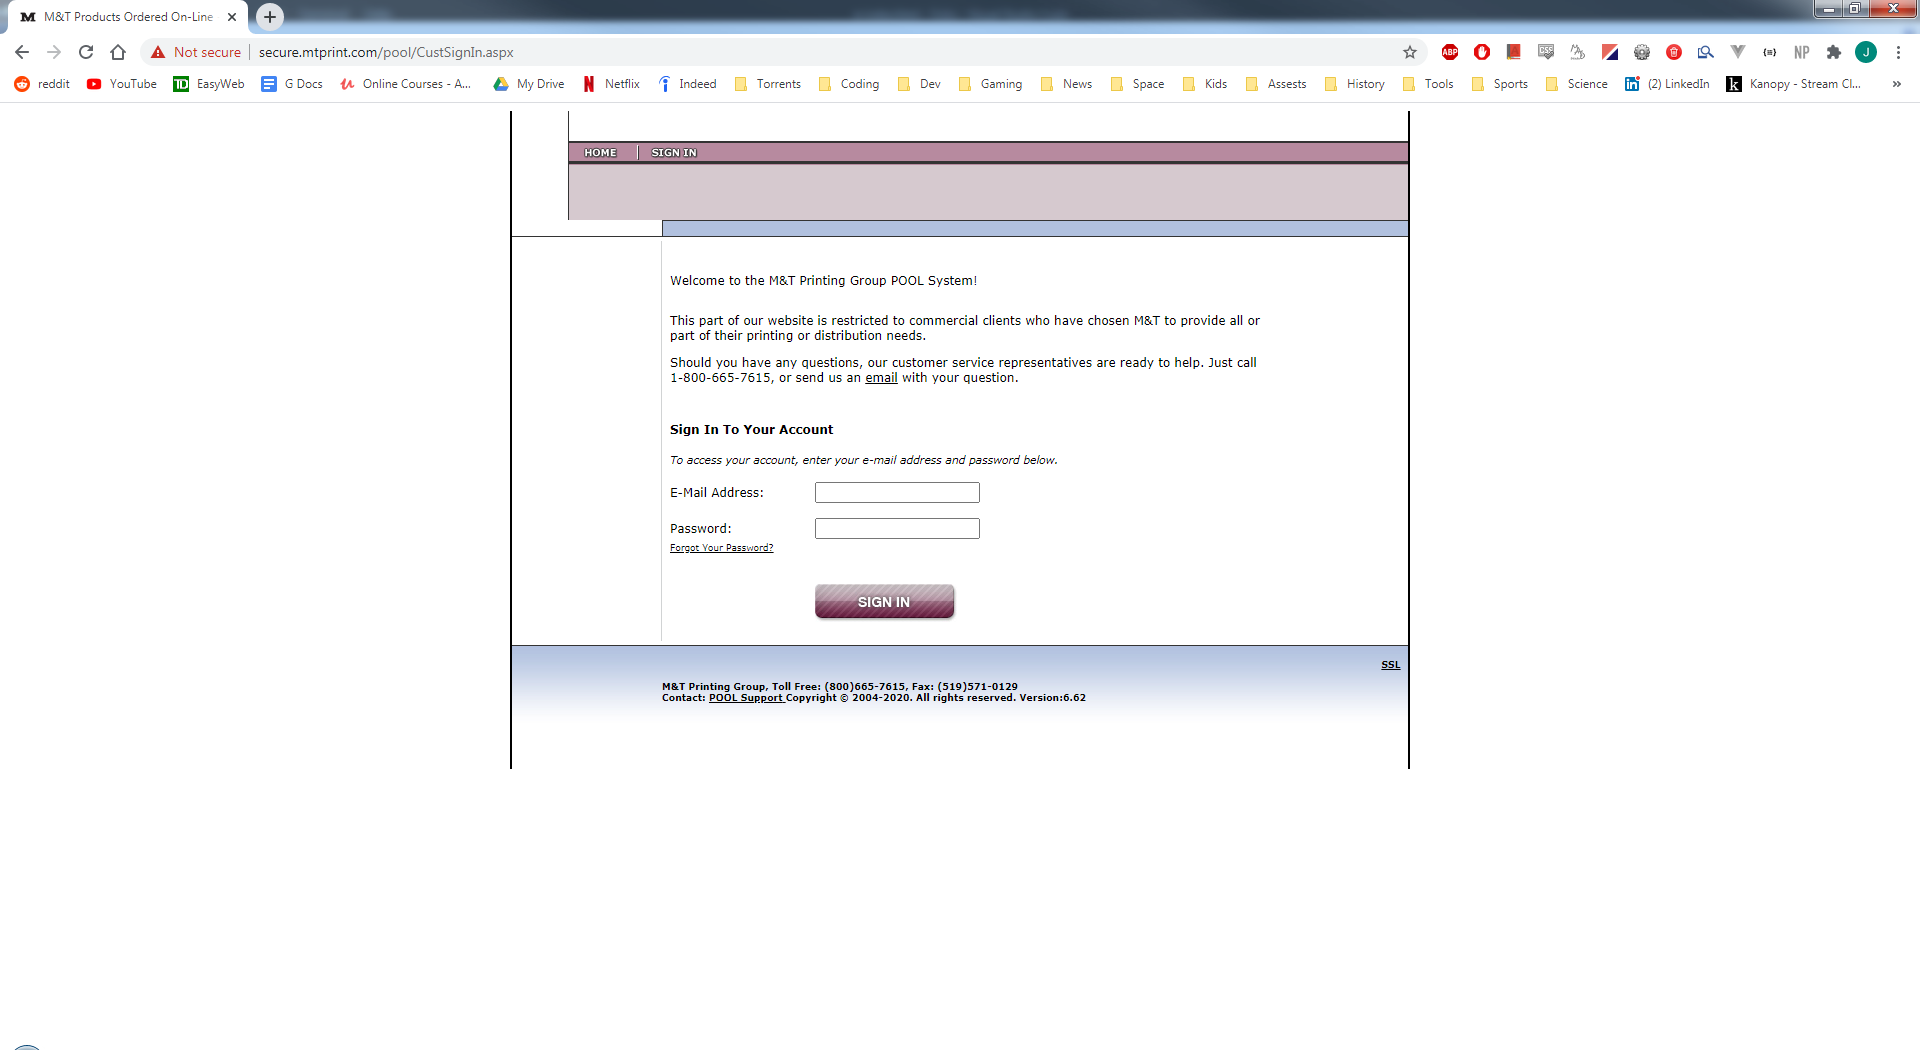 M&T Products Ordered On-Line
Not secure secure.mtprint.com/pool/CustSignIn.aspx
ABP CSS NP J
reddit YouTube TD EasyWeb G Docs Online Courses - A... My Drive Netflix Indeed Torrents Coding Dev Gaming News Space Kids Assests History Tools Sports Science (2) LinkedIn Kanopy - Stream Cl... »
HOME SIGN IN
Welcome to the M&T Printing Group POOL System!
This part of our website is restricted to commercial clients who have chosen M&T to provide all or
part of their printing or distribution needs.
Should you have any questions, our customer service representatives are ready to help. Just call
1-800-665-7615, or send us an email with your question.
Sign In To Your Account
To access your account, enter your e-mail address and password below.
E-Mail Address:
Password:
Forgot Your Password?
SIGN IN
SSL
M&T Printing Group, Toll Free: (800)665-7615, Fax: (519)571-0129
Contact: POOL Support Copyright © 2004-2020. All rights reserved. Version:6.62